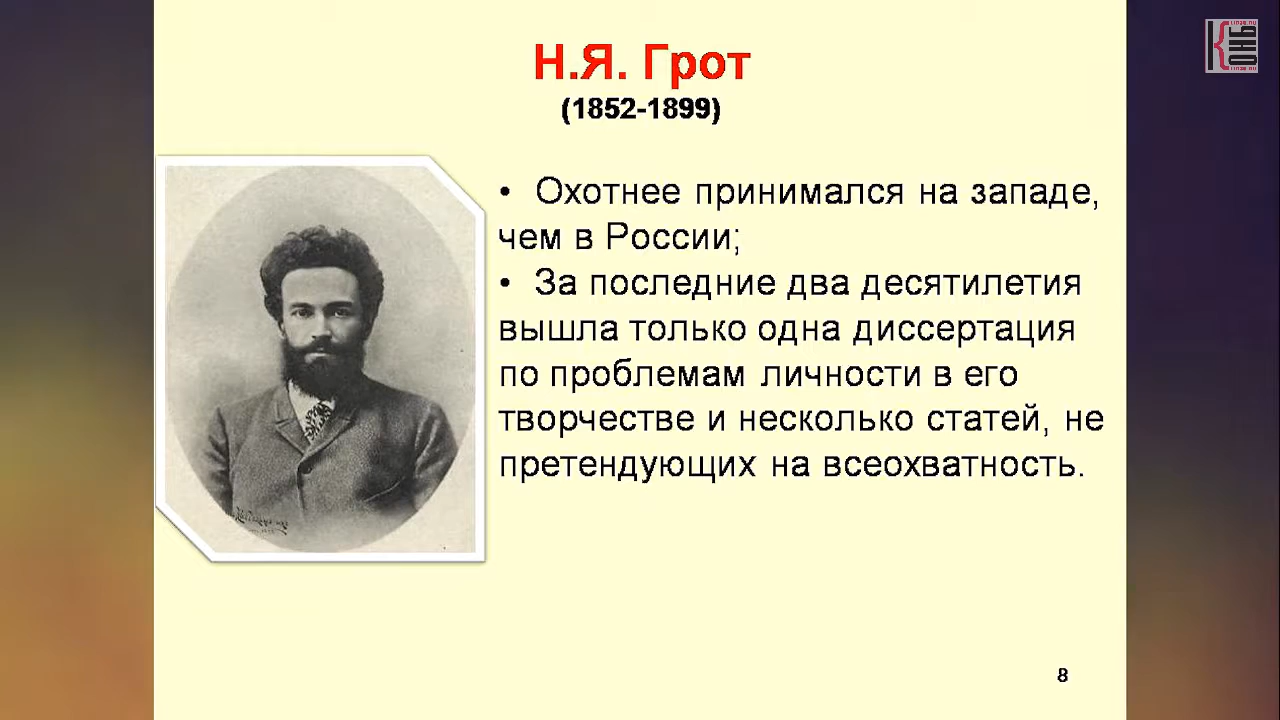 Н.Я. Грот
(1852-1899)
• Охотнее принимался на западе,
чем в России;
• За последние два десятилетия
вышла только одна диссертация
по проблемам личности в его
творчестве и несколько статей, не
претендующих на всеохватность.
8